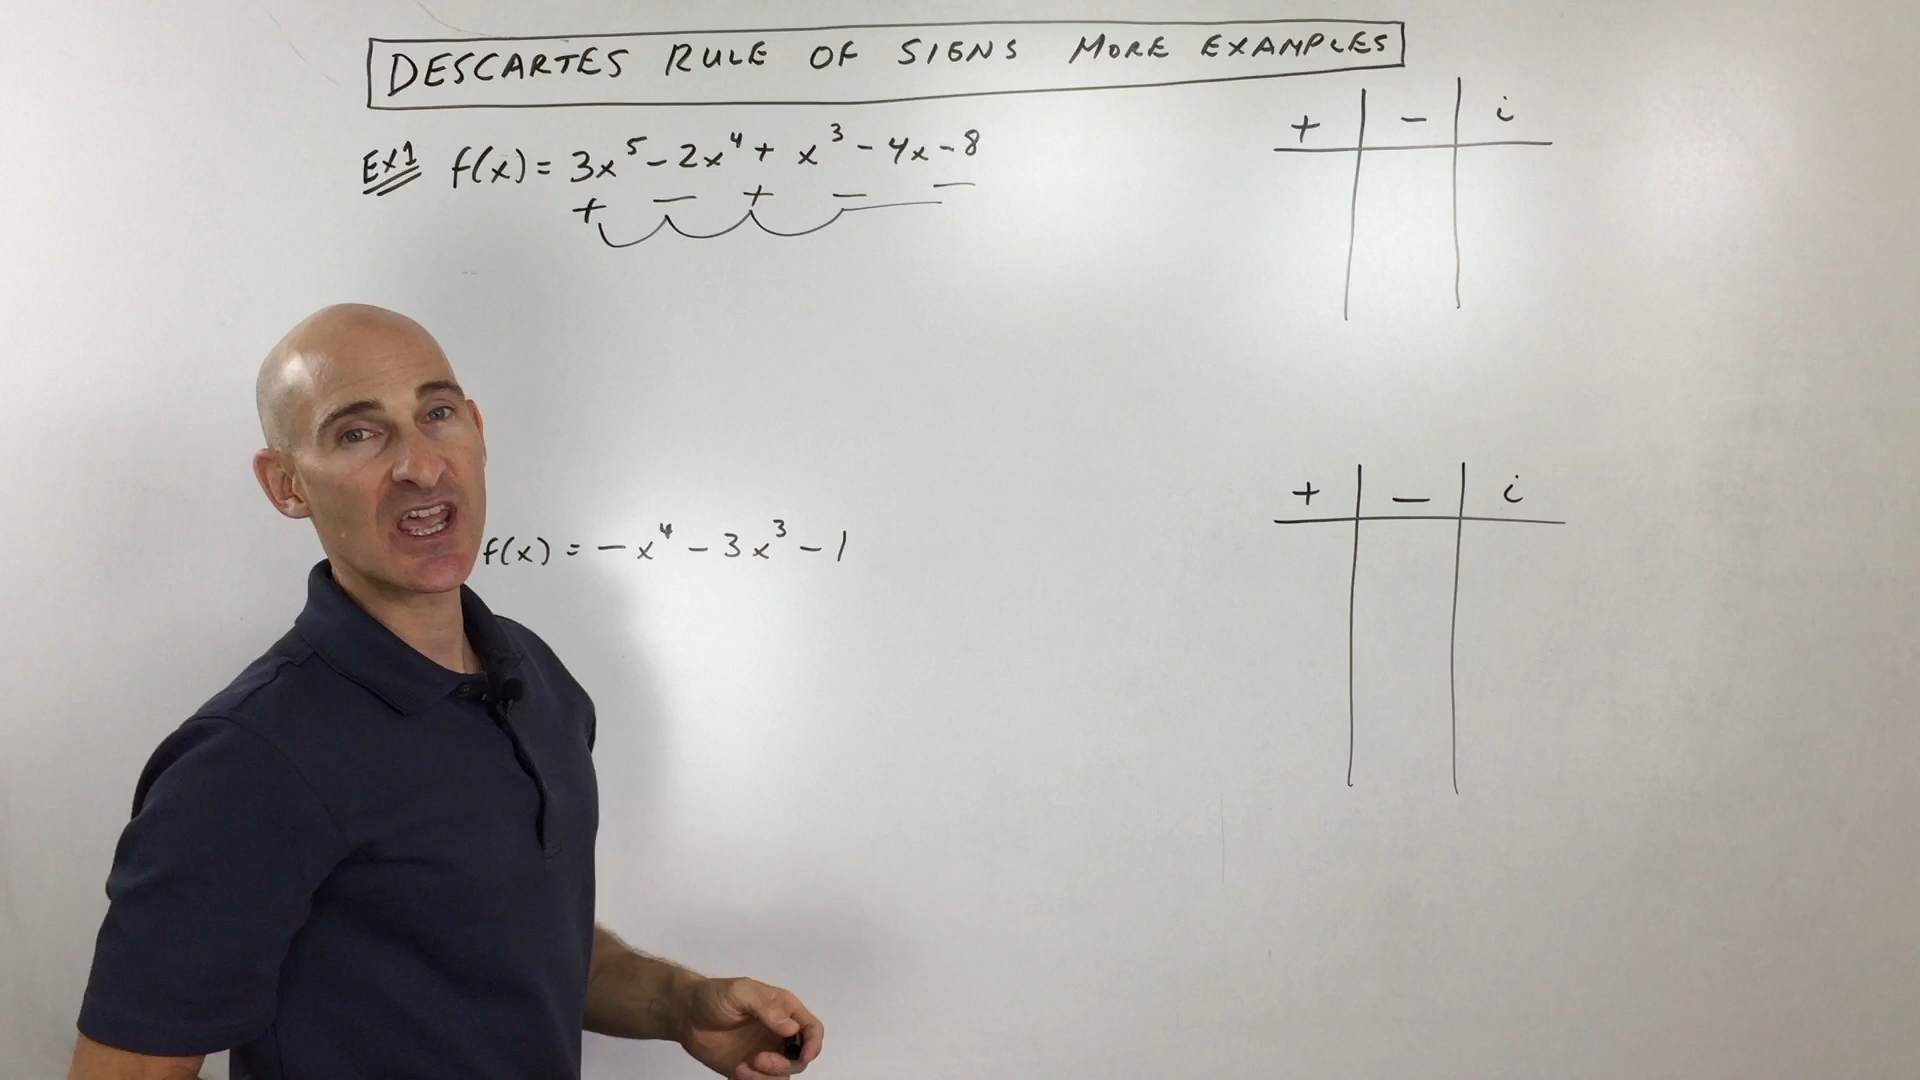 DESCARTES RULE OF SIGNS MORE EXAMPLES
Ex1 f(x) = 3x⁵ - 2x⁴ + x³ - 4x - 8
+ - + - -
+ - i
f(x) = -x⁴ - 3x³ - 1
+ - i